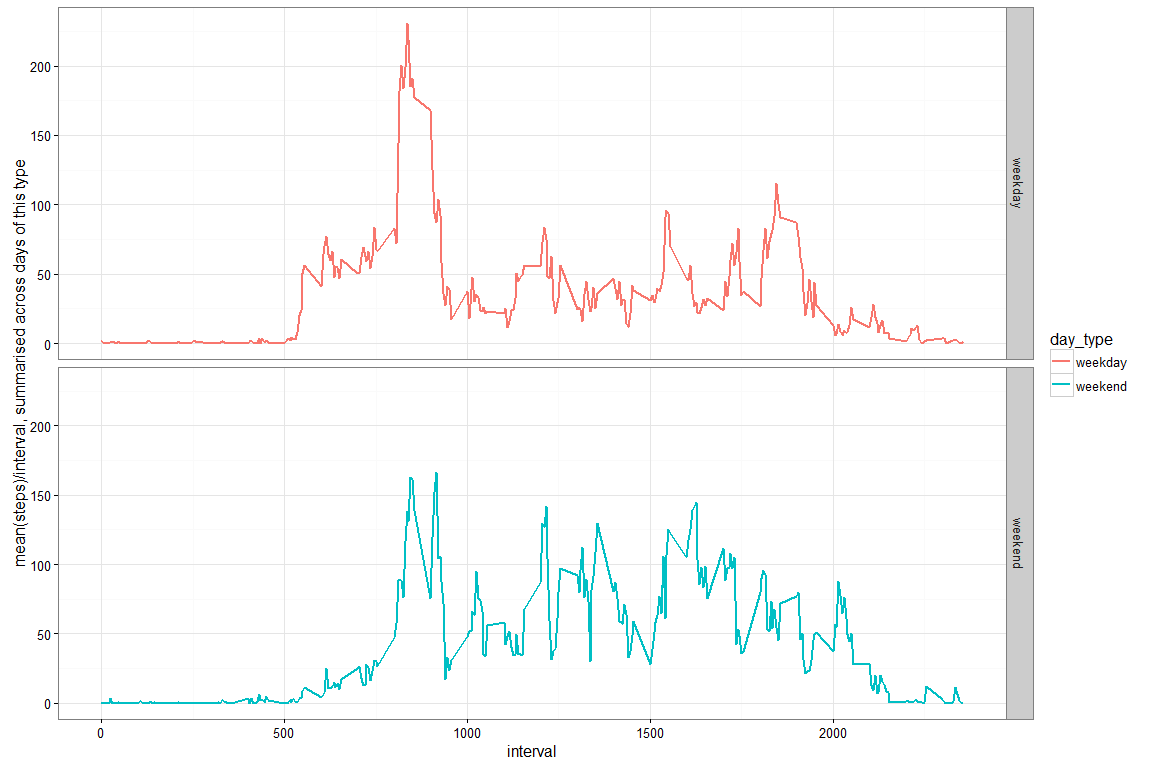 mean(steps)/interval, summarised across days of this type
200
150
100
50
0
weekday
200
150
100
50
0
weekend
0
500
1000
1500
2000
interval
day_type
weekday
weekend